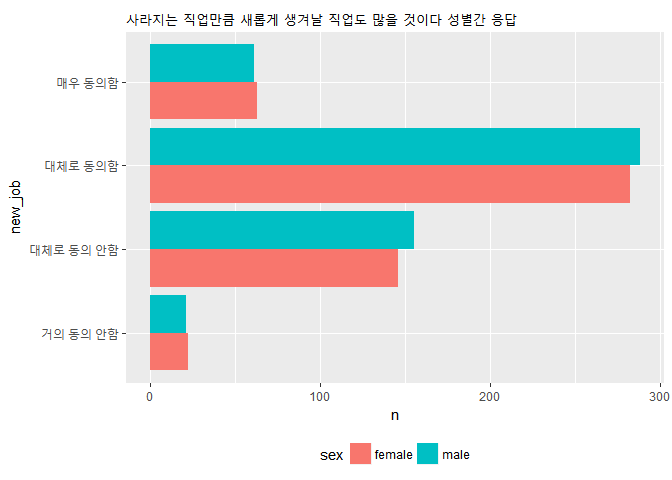 사라지는 직업만큼 새롭게 생겨날 직업도 많을 것이다 성별간 응답
매우 동의함
대체로 동의함
대체로 동의 안함
거의 동의 안함
new_job
0 100 200 300
n
sex female male